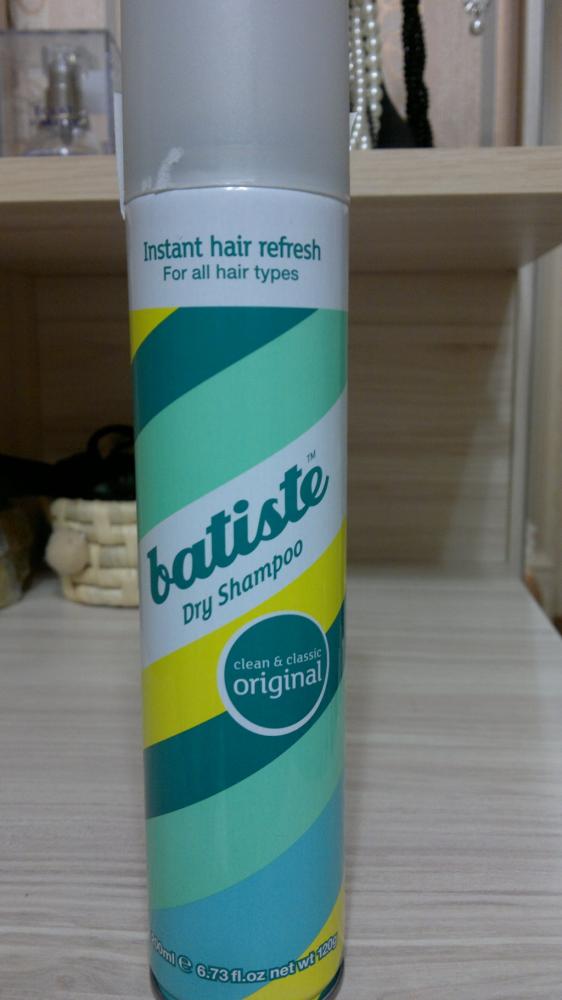 Instant hair refresh
For all hair types
batiste™
Dry Shampoo
clean & classic
original
200ml ℮ 6.73 fl.oz net wt 120g